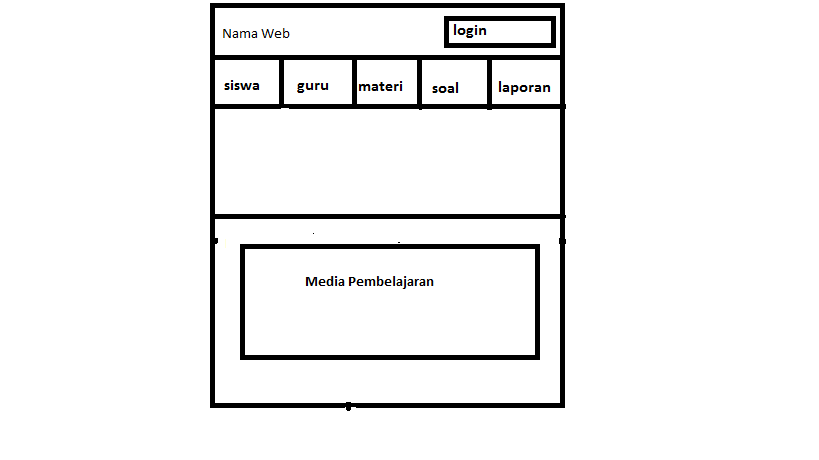 Nama Web
login
siswa guru materi soal laporan
Media Pembelajaran